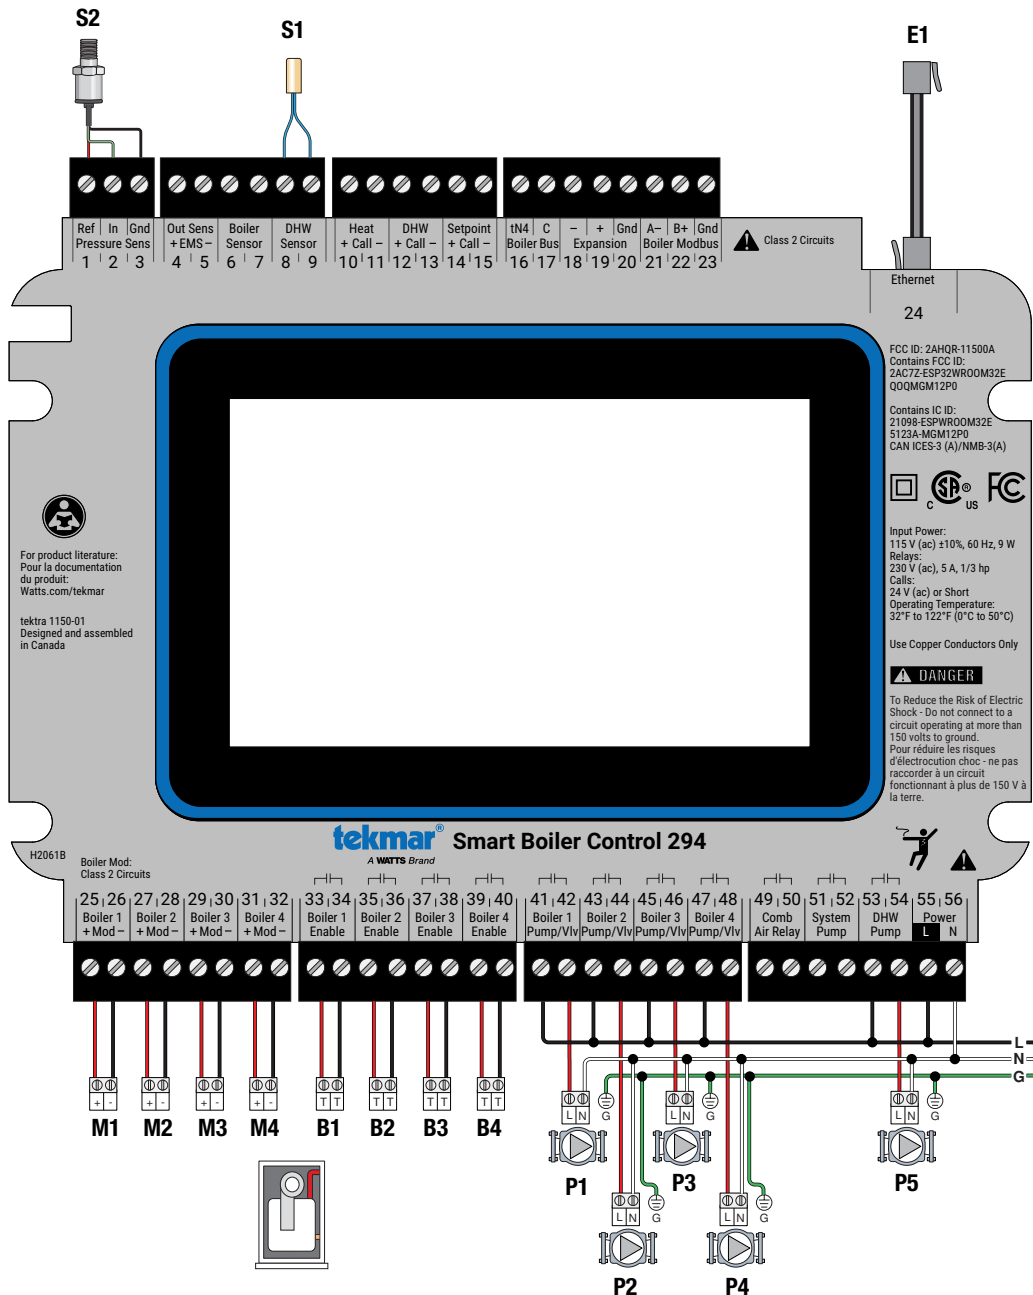 S2
S1
E1
Ref In Gnd
Pressure Sens
1 2 3
Out Sens
+ EMS −
4 5
Boiler
Sensor
6 7
DHW
Sensor
8 9
Heat
+ Call −
10 11
DHW
+ Call −
12 13
Setpoint
+ Call −
14 15
tN4 C
Boiler Bus
16 17
− + Gnd
Expansion
18 19 20
A− B+ Gnd
Boiler Modbus
21 22 23
Class 2 Circuits
Ethernet
24
FCC ID: 2AHQR-11500A
Contains FCC ID:
2AC7Z-ESP32WROOM32E
QOQMGM12P0
Contains IC ID:
21098-ESPWROOM32E
5123A-MGM12P0
CAN ICES-3 (A)/NMB-3(A)
C SA ® US FC
Input Power:
115 V (ac) ±10%, 60 Hz, 9 W
Relays:
230 V (ac), 5 A, 1/3 hp
Calls:
24 V (ac) or Short
Operating Temperature:
32°F to 122°F (0°C to 50°C)
Use Copper Conductors Only
DANGER
To Reduce the Risk of Electric
Shock - Do not connect to a
circuit operating at more than
150 volts to ground.
Pour réduire les risques
d'électrocution choc - ne pas
raccorder à un circuit
fonctionnant à plus de 150 V à
la terre.
For product literature:
Pour la documentation
du produit:
Watts.com/tekmar
tektra 1150-01
Designed and assembled
in Canada
tekmar® Smart Boiler Control 294
A WATTS Brand
H2061B
Boiler Mod:
Class 2 Circuits
25 26
Boiler 1
+ Mod −
27 28
Boiler 2
+ Mod −
29 30
Boiler 3
+ Mod −
31 32
Boiler 4
+ Mod −
33 34
Boiler 1
Enable
35 36
Boiler 2
Enable
37 38
Boiler 3
Enable
39 40
Boiler 4
Enable
41 42
Boiler 1
Pump/Vlv
43 44
Boiler 2
Pump/Vlv
45 46
Boiler 3
Pump/Vlv
47 48
Boiler 4
Pump/Vlv
49 50
Comb
Air Relay
51 52
System
Pump
53 54
DHW
Pump
55 56
Power
L N
L
N
G
+ - + - + - + - T T T T T T T T
M1 M2 M3 M4 B1 B2 B3 B4
L N G L N G L N G
P1 P3 P5
L N G L N G
P2 P4